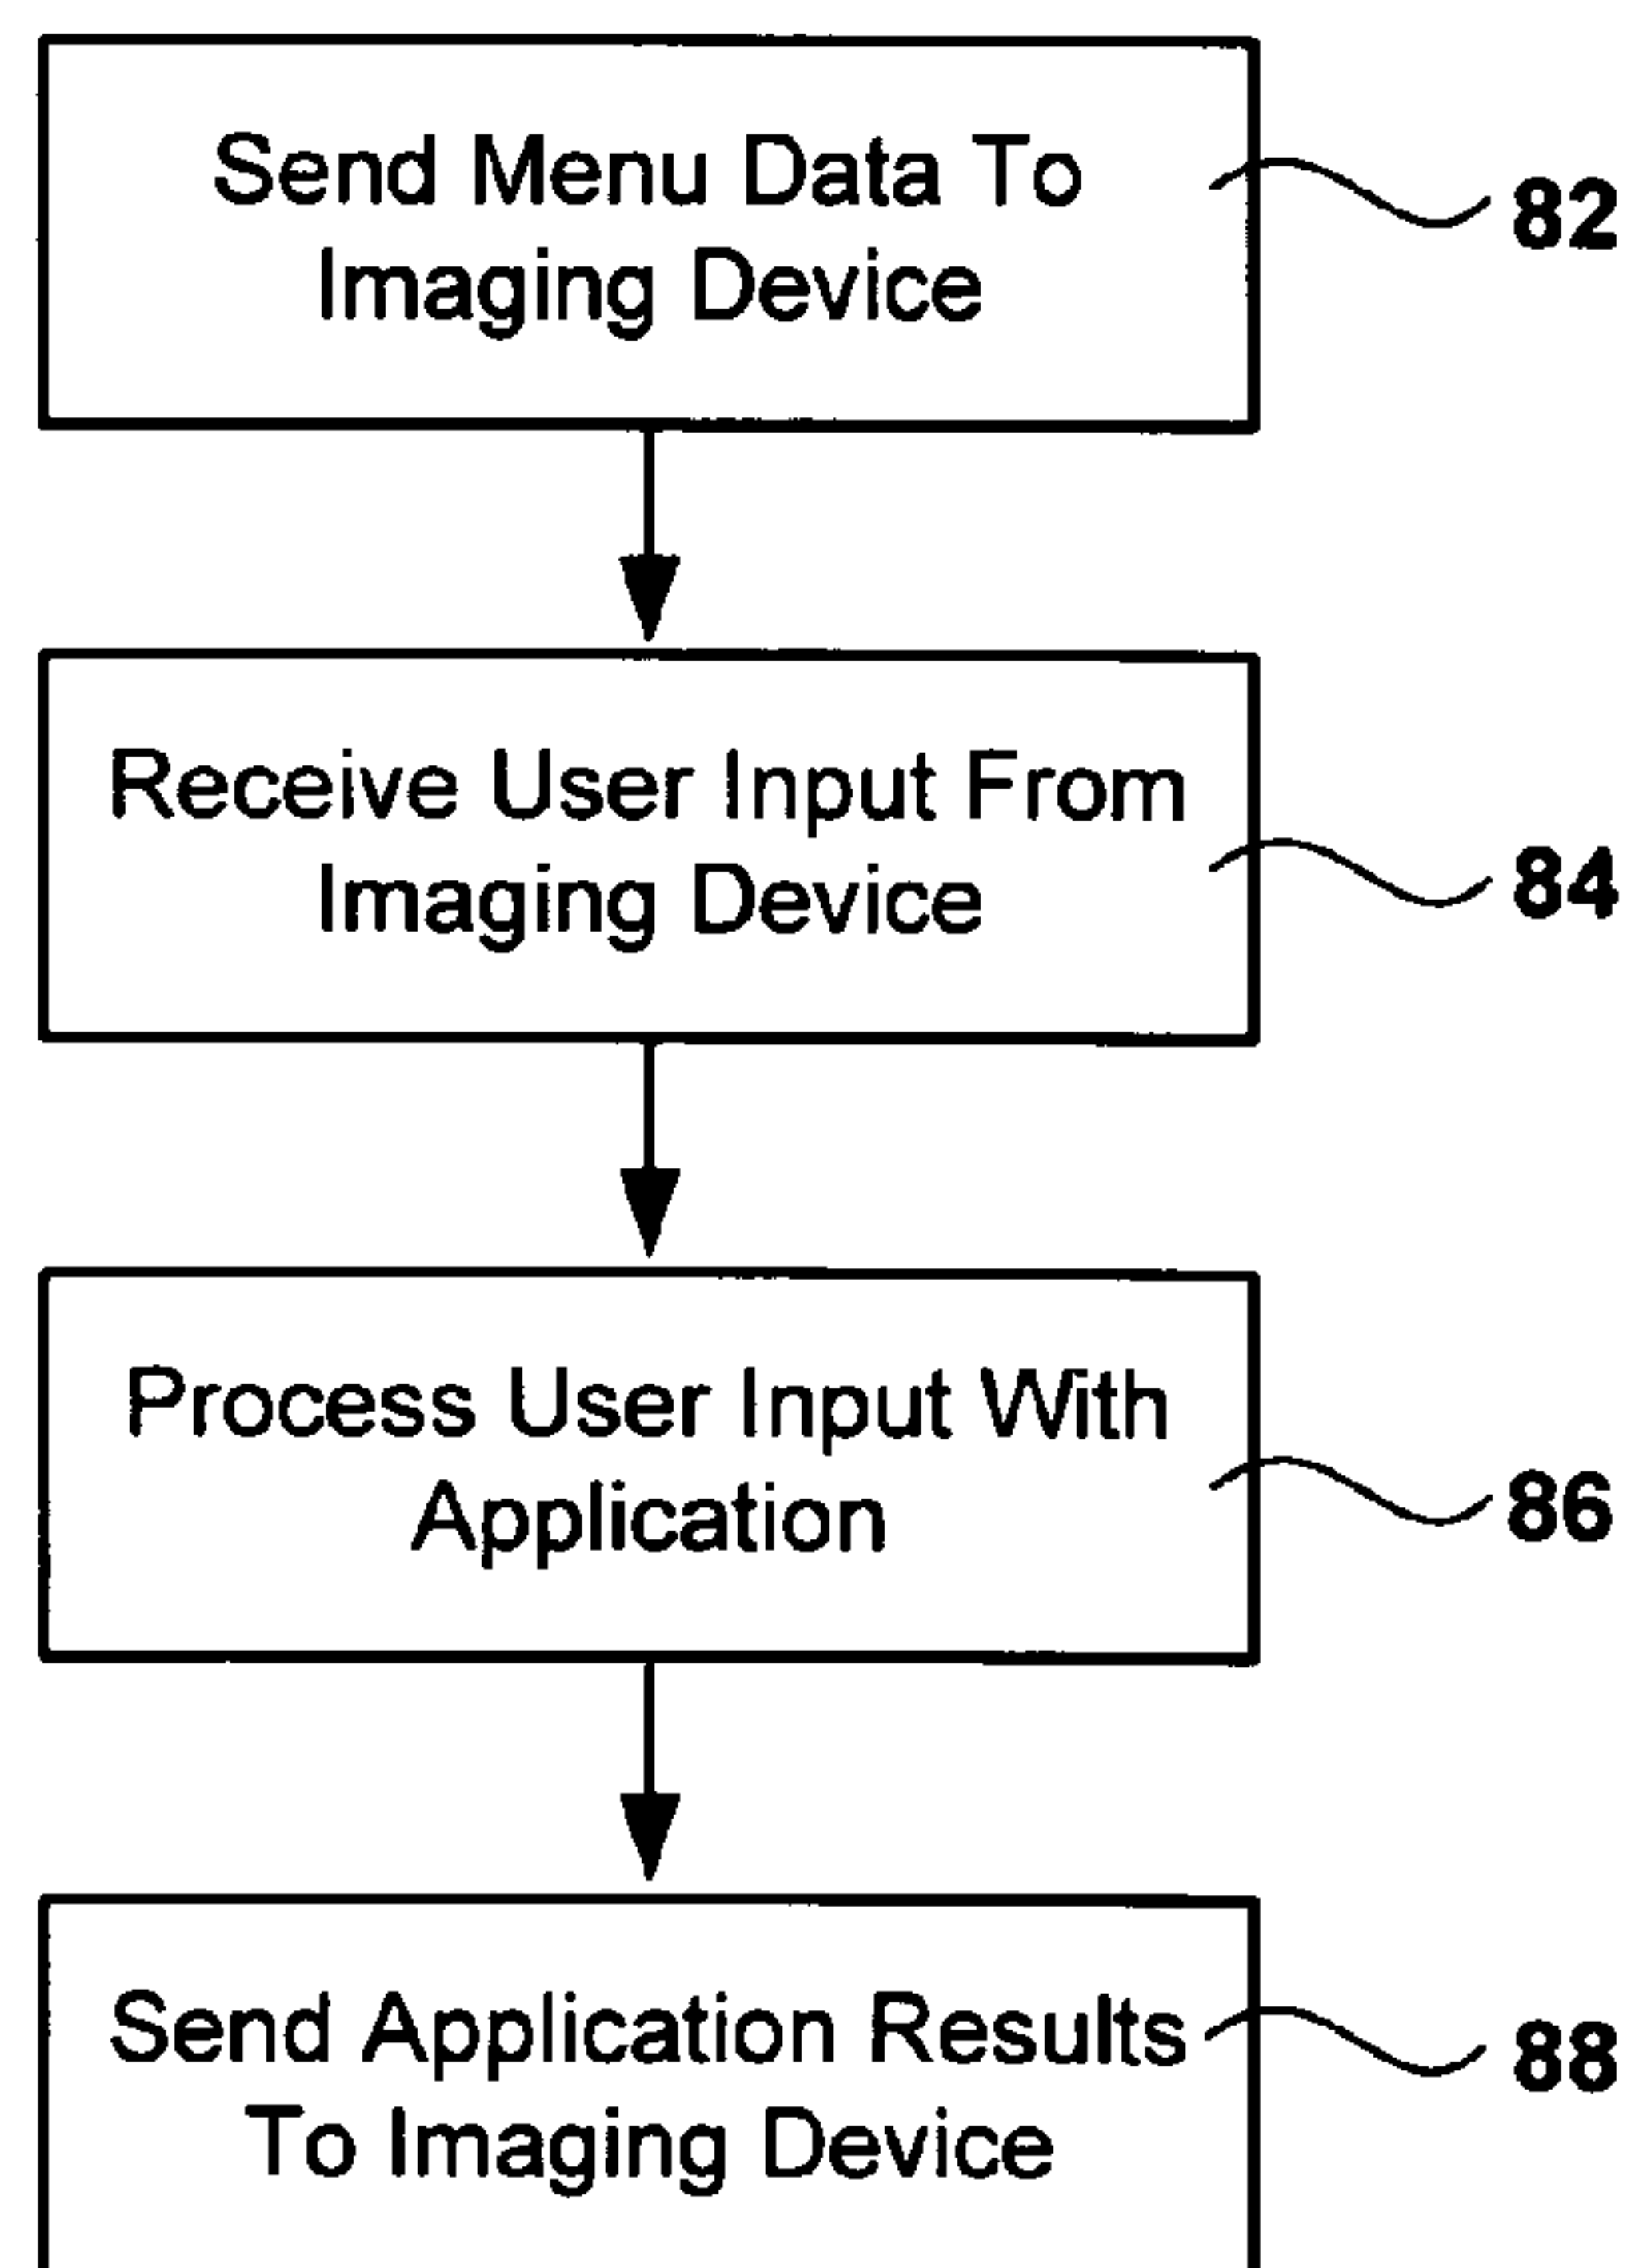 Send Menu Data To
Imaging Device
82
Receive User Input From
Imaging Device
84
Process User Input With
Application
86
Send Application Results
To Imaging Device
88